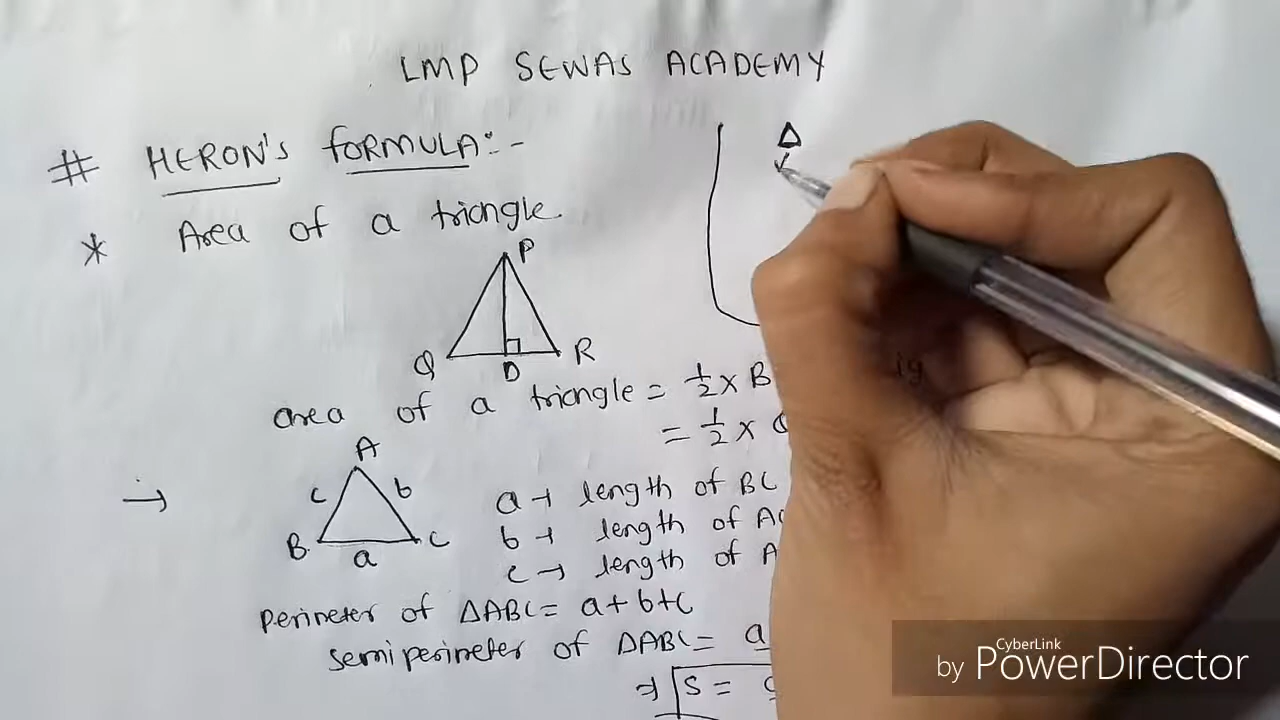 LMP SEWAS ACADEMY
# HERON'S FORMULA:-
Δ
* Area of a triangle.
P
Q D R
area of a triangle = 1/2 × B
= 1/2 ×
A
c b
B C
a
→ a → length of BC
b → length of AC
c → length of A
Perimeter of ΔABC = a+b+c
semiperimeter of ΔABC = a
⇒ S =
CyberLink
by PowerDirector